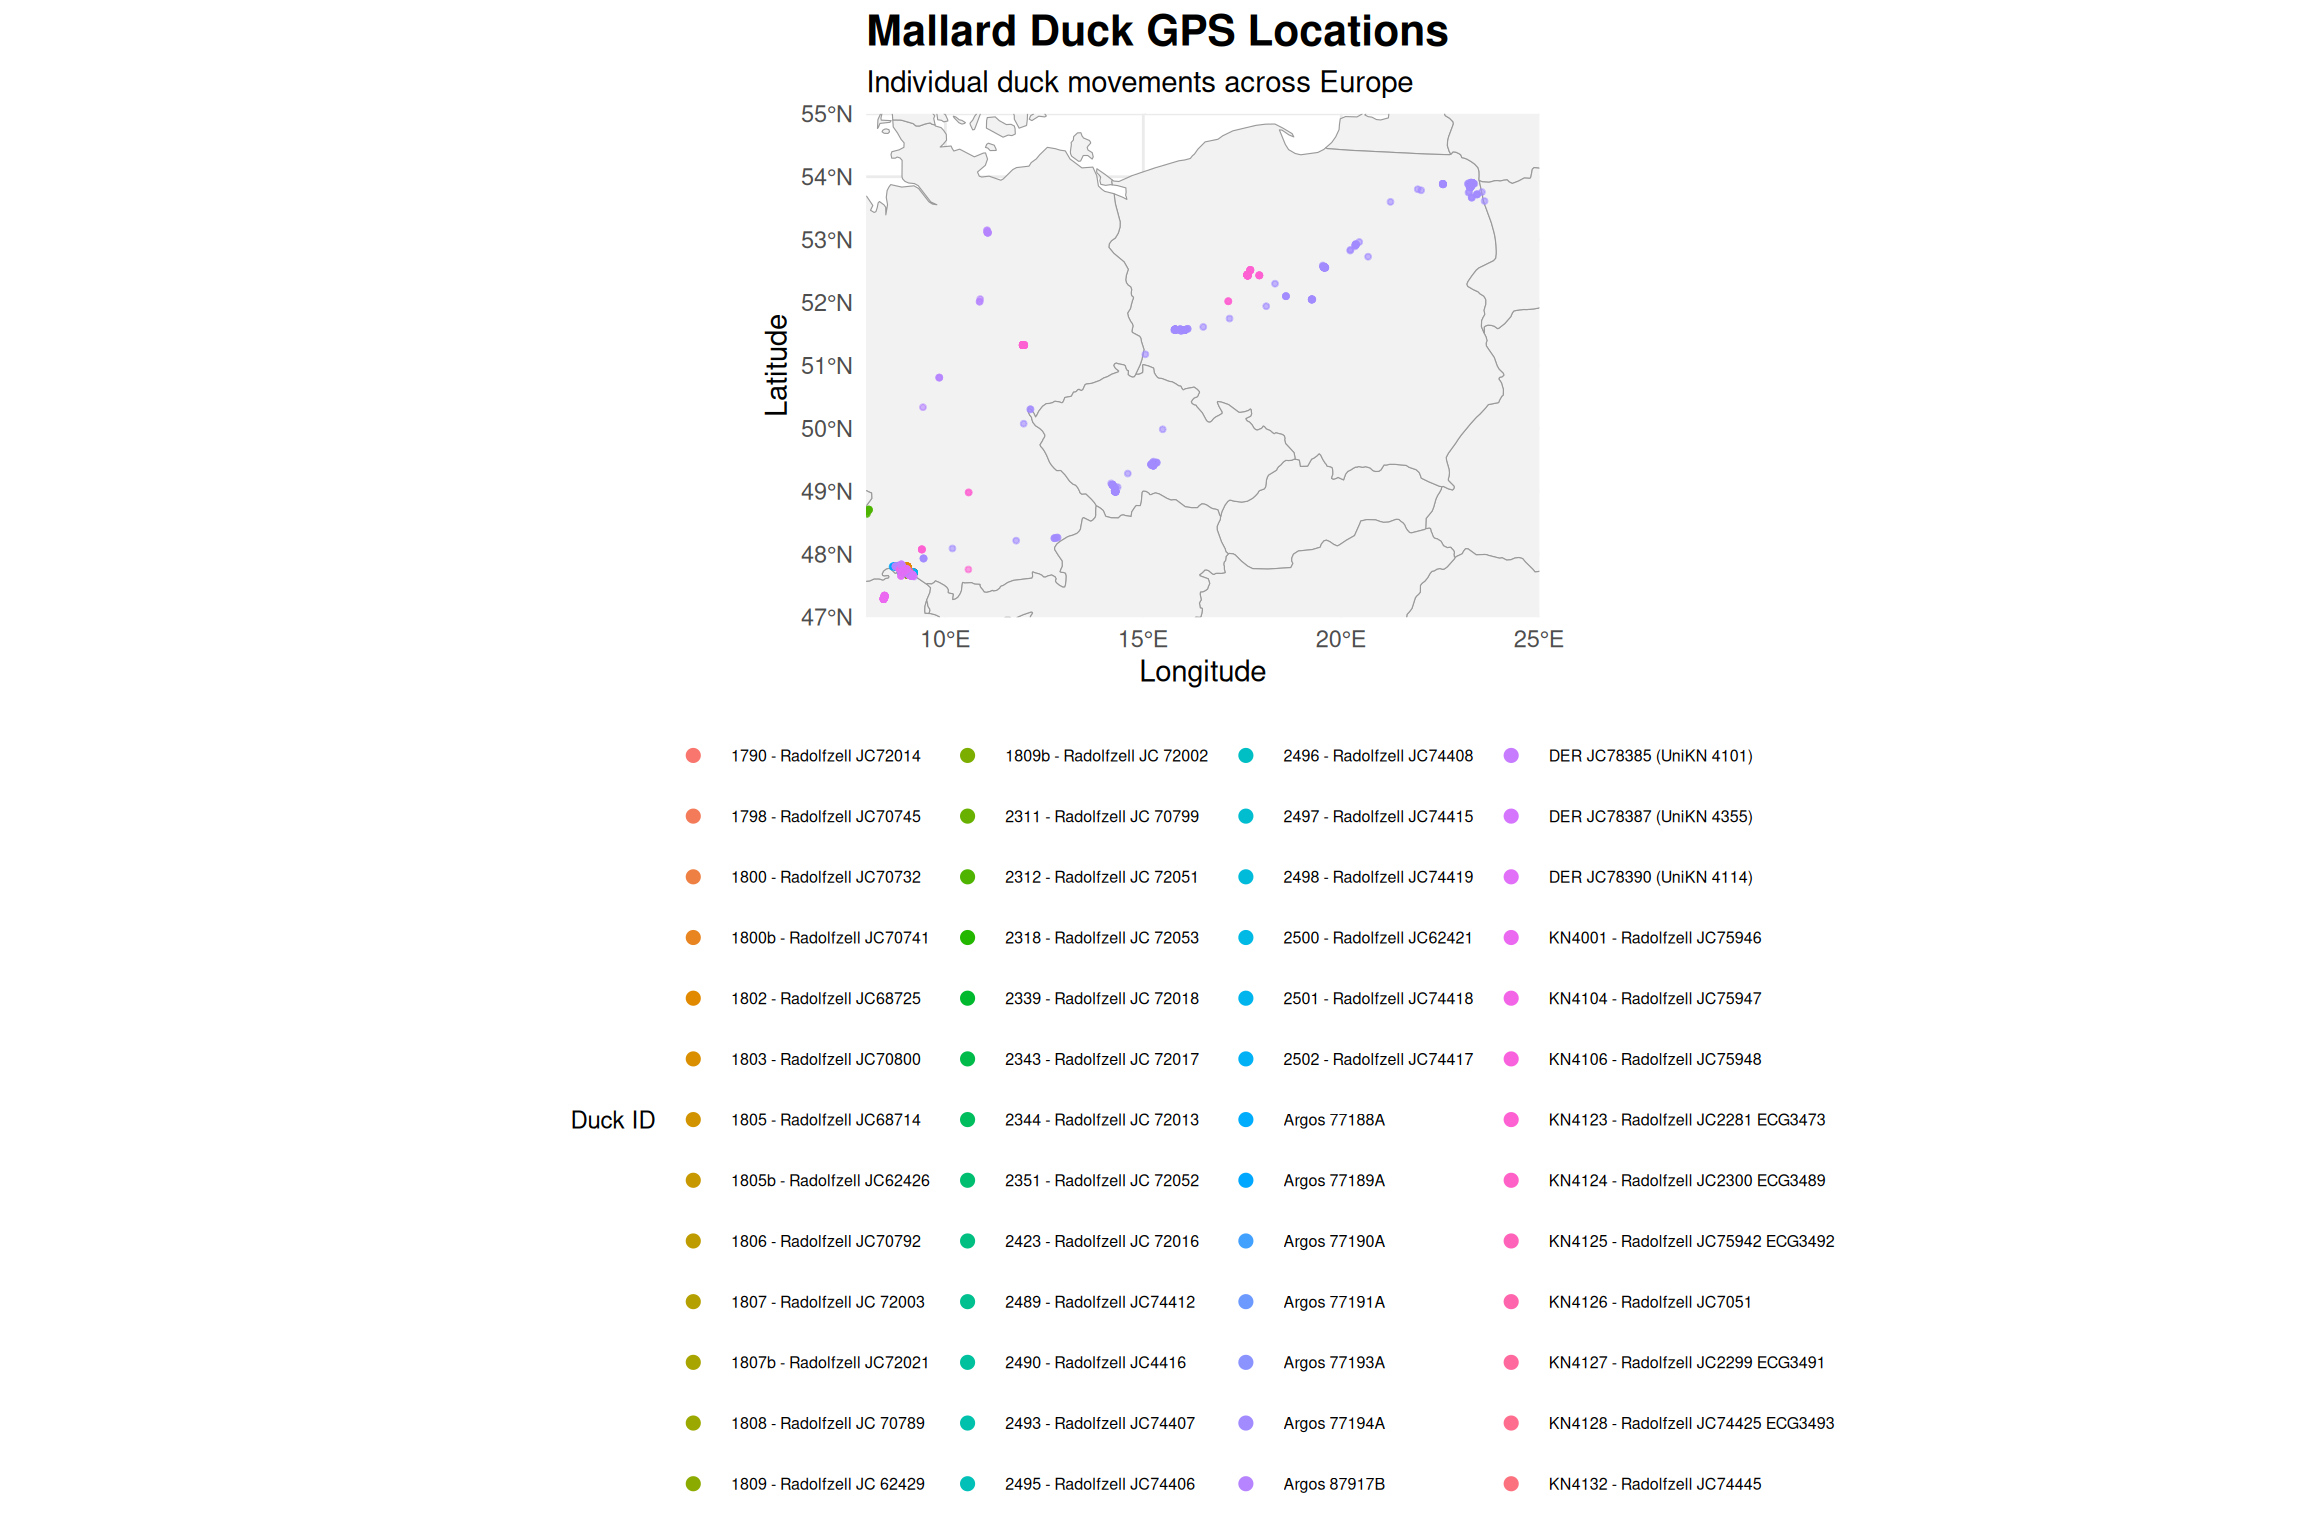 Mallard Duck GPS Locations
Individual duck movements across Europe
55°N
54°N
53°N
52°N
51°N
50°N
49°N
48°N
47°N
Latitude
10°E
15°E
20°E
25°E
Longitude
Duck ID
1790 - Radolfzell JC72014
1798 - Radolfzell JC70745
1800 - Radolfzell JC70732
1800b - Radolfzell JC70741
1802 - Radolfzell JC68725
1803 - Radolfzell JC70800
1805 - Radolfzell JC68714
1805b - Radolfzell JC62426
1806 - Radolfzell JC70792
1807 - Radolfzell JC 72003
1807b - Radolfzell JC72021
1808 - Radolfzell JC 70789
1809 - Radolfzell JC 62429
1809b - Radolfzell JC 72002
2311 - Radolfzell JC 70799
2312 - Radolfzell JC 72051
2318 - Radolfzell JC 72053
2339 - Radolfzell JC 72018
2343 - Radolfzell JC 72017
2344 - Radolfzell JC 72013
2351 - Radolfzell JC 72052
2423 - Radolfzell JC 72016
2489 - Radolfzell JC74412
2490 - Radolfzell JC4416
2493 - Radolfzell JC74407
2495 - Radolfzell JC74406
2496 - Radolfzell JC74408
2497 - Radolfzell JC74415
2498 - Radolfzell JC74419
2500 - Radolfzell JC62421
2501 - Radolfzell JC74418
2502 - Radolfzell JC74417
Argos 77188A
Argos 77189A
Argos 77190A
Argos 77191A
Argos 77193A
Argos 77194A
Argos 87917B
DER JC78385 (UniKN 4101)
DER JC78387 (UniKN 4355)
DER JC78390 (UniKN 4114)
KN4001 - Radolfzell JC75946
KN4104 - Radolfzell JC75947
KN4106 - Radolfzell JC75948
KN4123 - Radolfzell JC2281 ECG3473
KN4124 - Radolfzell JC2300 ECG3489
KN4125 - Radolfzell JC75942 ECG3492
KN4126 - Radolfzell JC7051
KN4127 - Radolfzell JC2299 ECG3491
KN4128 - Radolfzell JC74425 ECG3493
KN4132 - Radolfzell JC74445